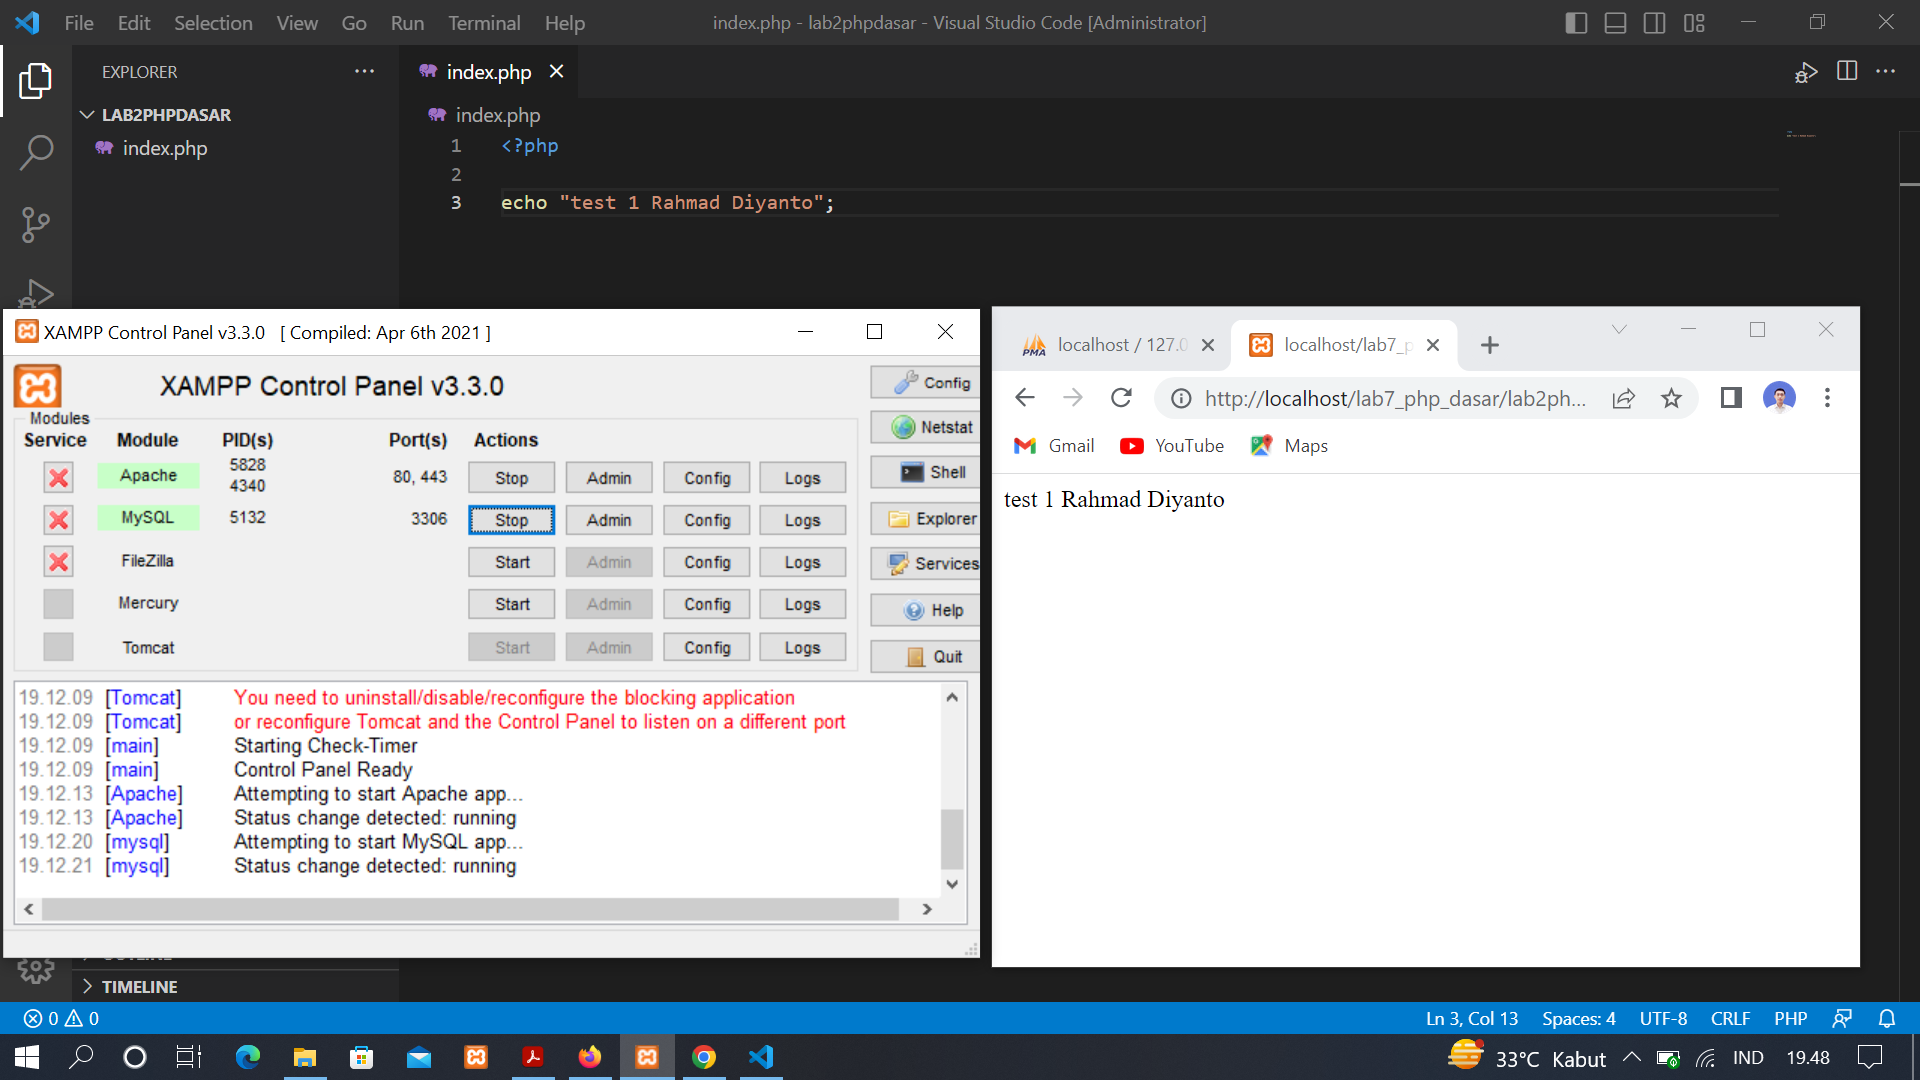 File Edit Selection View Go Run Terminal Help
index.php - lab2phpdasar - Visual Studio Code [Administrator]
EXPLORER
index.php
LAB2PHPDASAR
index.php
index.php
1 <?php
2
3 echo "test 1 Rahmad Diyanto";
XAMPP Control Panel v3.3.0 [ Compiled: Apr 6th 2021 ]
XAMPP Control Panel v3.3.0
Modules
Service Module PID(s) Port(s) Actions
Apache 5828 4340 80, 443 Stop Admin Config Logs
MySQL 5132 3306 Stop Admin Config Logs
FileZilla Start Admin Config Logs
Mercury Start Admin Config Logs
Tomcat Start Admin Config Logs
Config
Netstat
Shell
Explorer
Services
Help
Quit
19.12.09 [Tomcat] You need to uninstall/disable/reconfigure the blocking application
19.12.09 [Tomcat] or reconfigure Tomcat and the Control Panel to listen on a different port
19.12.09 [main] Starting Check-Timer
19.12.09 [main] Control Panel Ready
19.12.13 [Apache] Attempting to start Apache app...
19.12.13 [Apache] Status change detected: running
19.12.20 [mysql] Attempting to start MySQL app...
19.12.21 [mysql] Status change detected: running
PMA localhost / 127.0
localhost/lab7_p
http://localhost/lab7_php_dasar/lab2ph...
Gmail YouTube Maps
test 1 Rahmad Diyanto
TIMELINE
0 0
Ln 3, Col 13 Spaces: 4 UTF-8 CRLF PHP
33°C Kabut IND 19.48